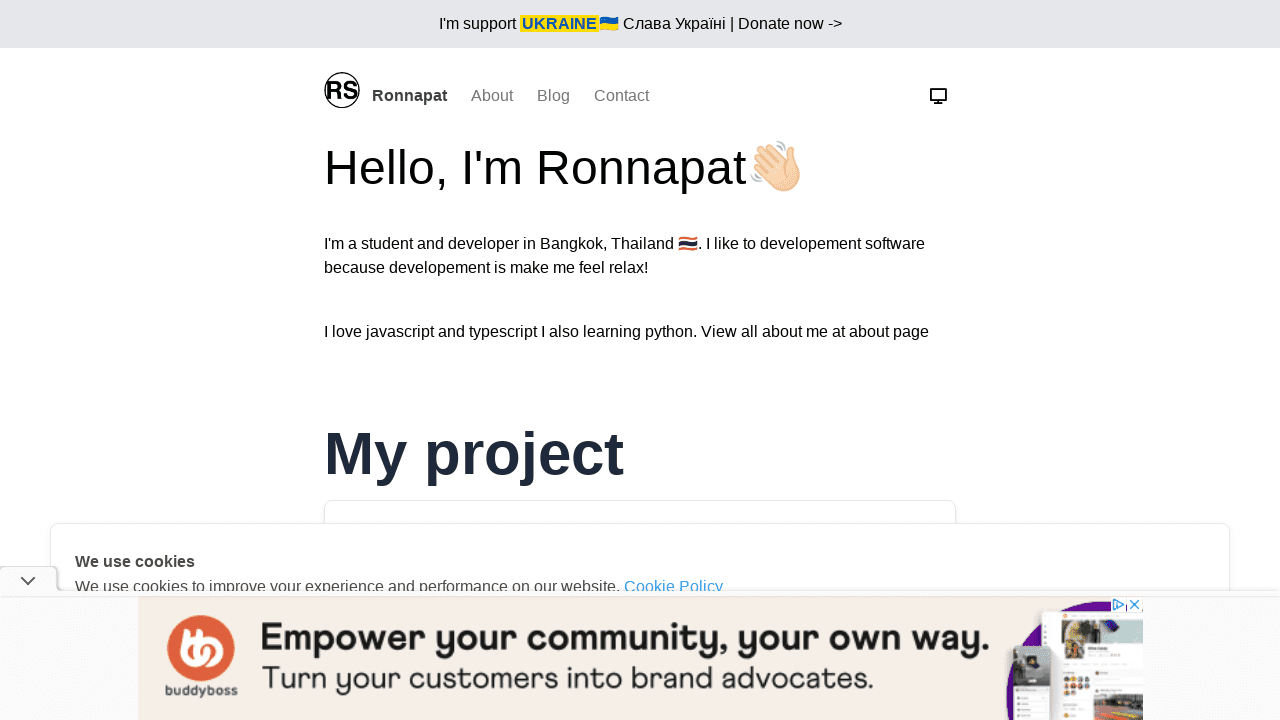 I'm support UKRAINE🇺🇦 Слава Україні | Donate now ->
RS Ronnapat About Blog Contact
Hello, I'm Ronnapat👋🏻
I'm a student and developer in Bangkok, Thailand 🇹🇭. I like to developement software
because developement is make me feel relax!
I love javascript and typescript I also learning python. View all about me at about page
My project
We use cookies
We use cookies to improve your experience and performance on our website. Cookie Policy
Empower your community, your own way.
Turn your customers into brand advocates.
buddyboss